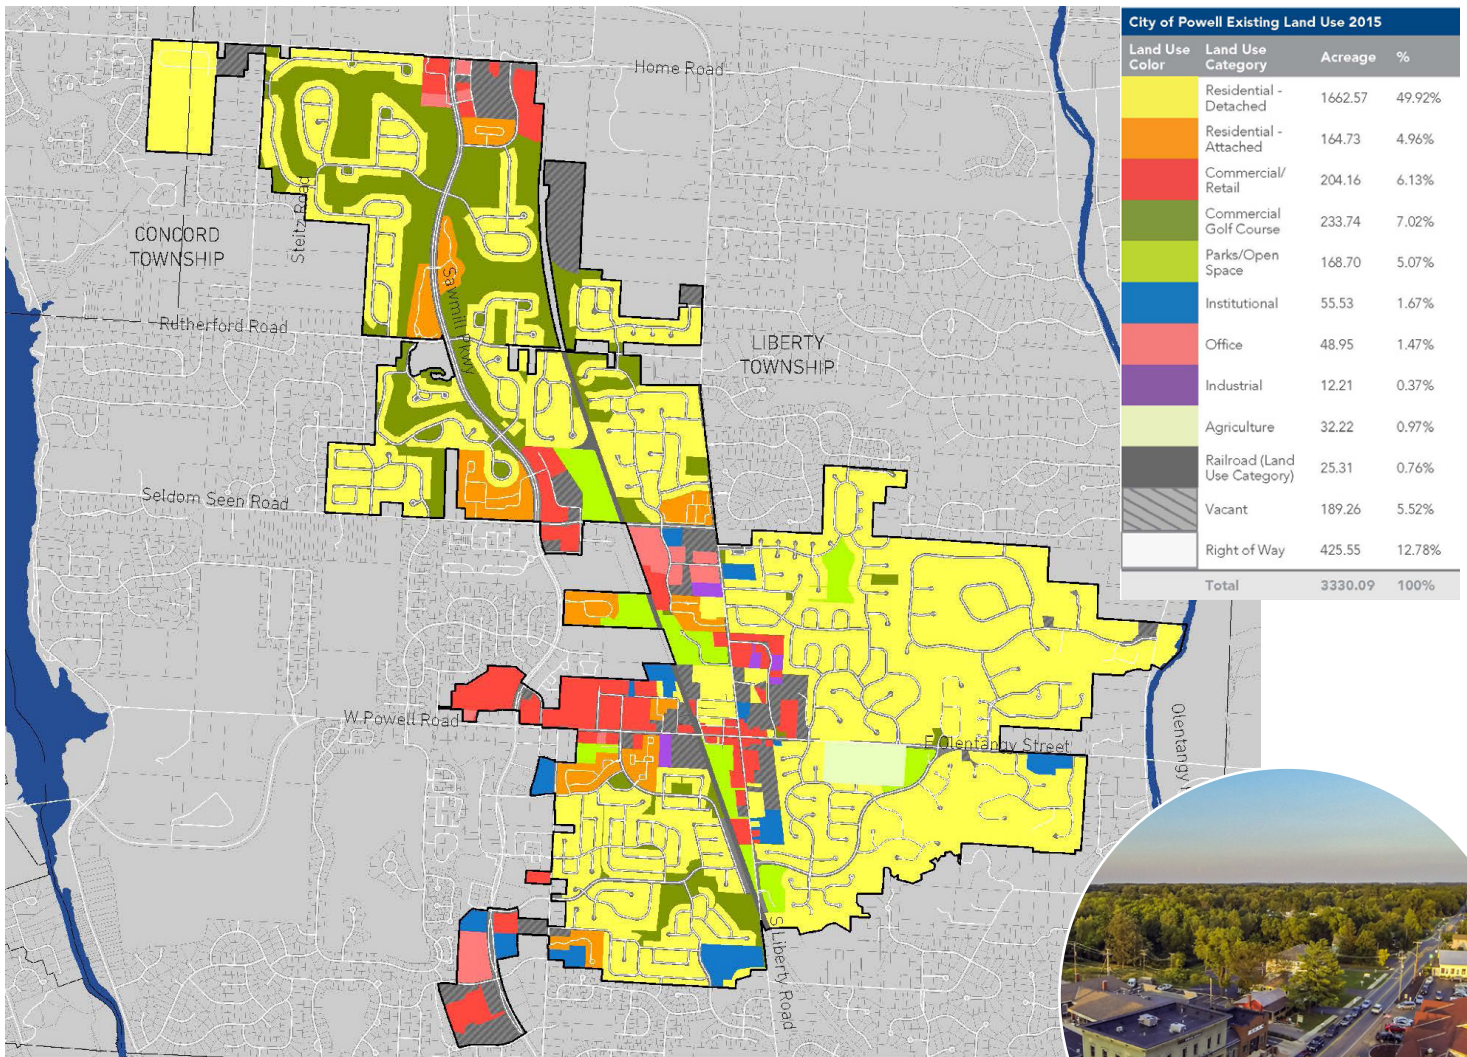 City of Powell Existing Land Use 2015
Land Use Color
Land Use Category
Acreage
%
Residential - Detached
1662.57
49.92%
Residential - Attached
164.73
4.96%
Commercial/ Retail
204.16
6.13%
Commercial Golf Course
233.74
7.02%
Parks/Open Space
168.70
5.07%
Institutional
55.53
1.67%
Office
48.95
1.47%
Industrial
12.21
0.37%
Agriculture
32.22
0.97%
Railroad (Land Use Category)
25.31
0.76%
Vacant
189.26
5.52%
Right of Way
425.55
12.78%
Total
3330.09
100%
Home Road
Steitz Road
CONCORD
TOWNSHIP
Sawmill Pkwy
Rutherford Road
LIBERTY
TOWNSHIP
Seldom Seen Road
W Powell Road
E Olentangy Street
Olentangy
S Liberty Road